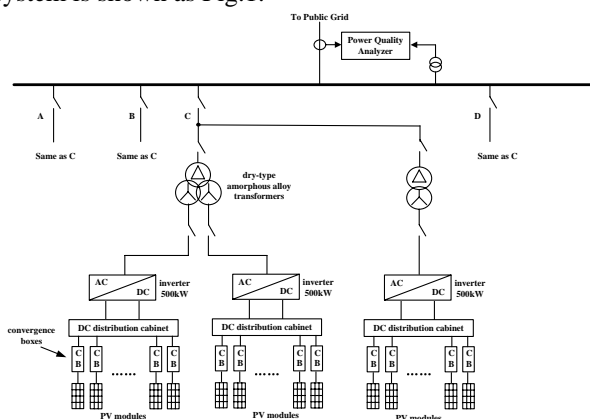 system is shown as Fig.1.
To Public Grid
Power Quality
Analyzer
A
B
C
D
Same as C
Same as C
Same as C
dry-type
amorphous alloy
transformers
AC
DC
inverter
500kW
AC
DC
inverter
500kW
AC
DC
inverter
500kW
convergence
boxes
DC distribution cabinet
DC distribution cabinet
DC distribution cabinet
C
B
C
B
......
C
B
C
B
C
B
C
B
......
C
B
C
B
C
B
C
B
......
C
B
C
B
PV modules
PV modules
PV modules